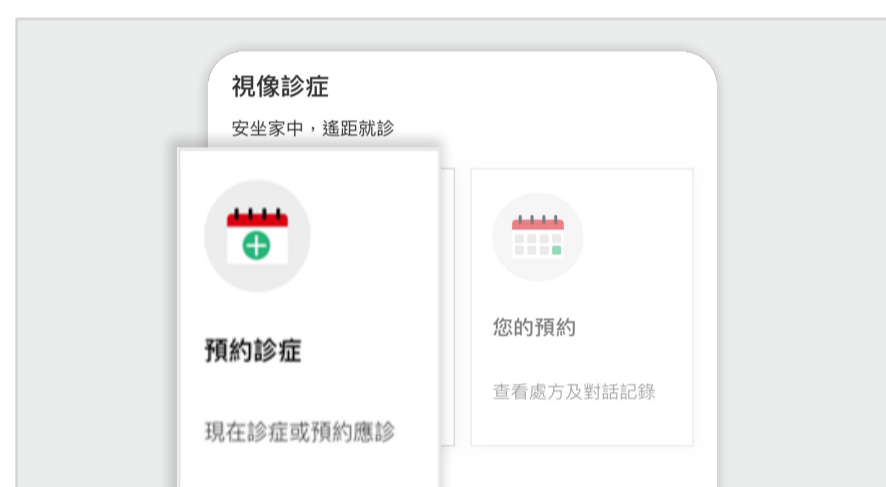 視像診症
安坐家中，遙距就診
預約診症
現在診症或預約應診
您的預約
查看處方及對話記錄